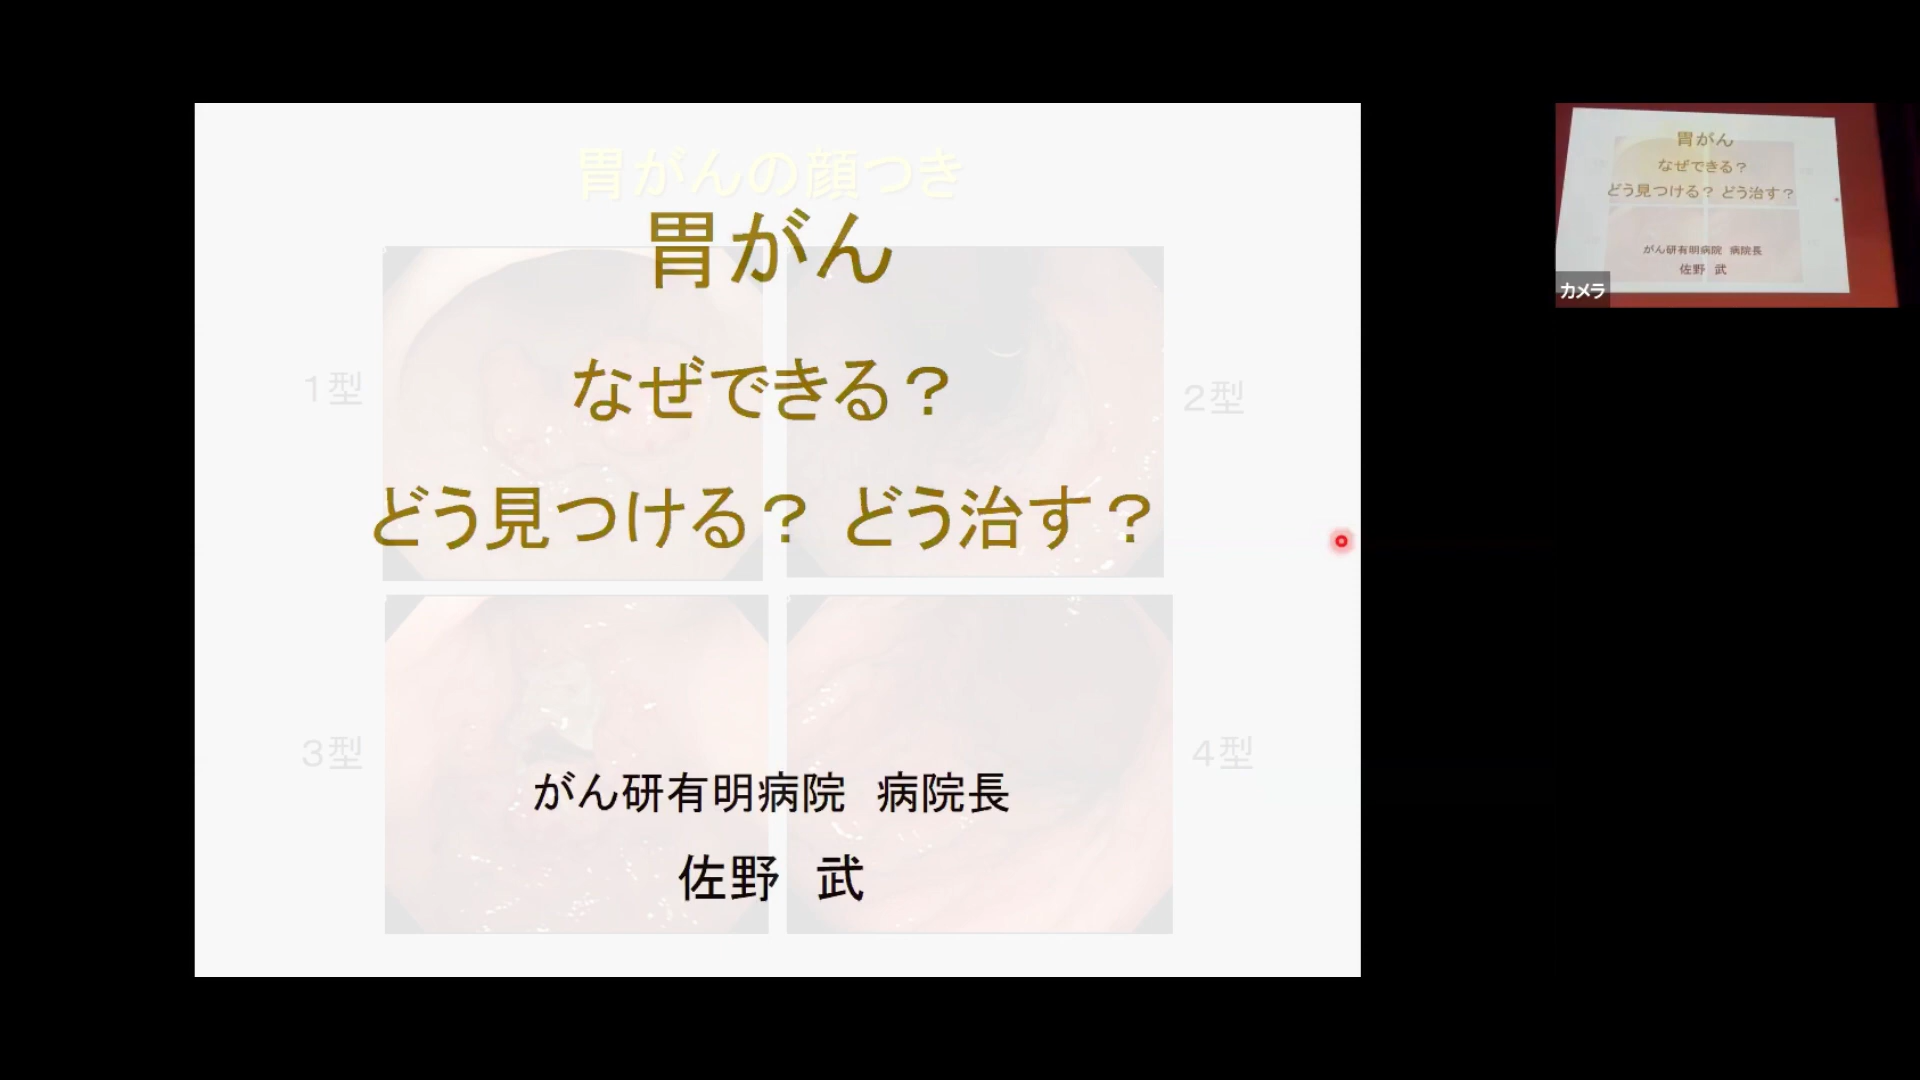 胃がんの顔つき
胃がん
なぜできる？
どう見つける？ どう治す？
1型
2型
3型
4型
がん研有明病院　病院長
佐野　武
胃がん
なぜできる？
どう見つける？ どう治す？
がん研有明病院　病院長
佐野　武
カメラ